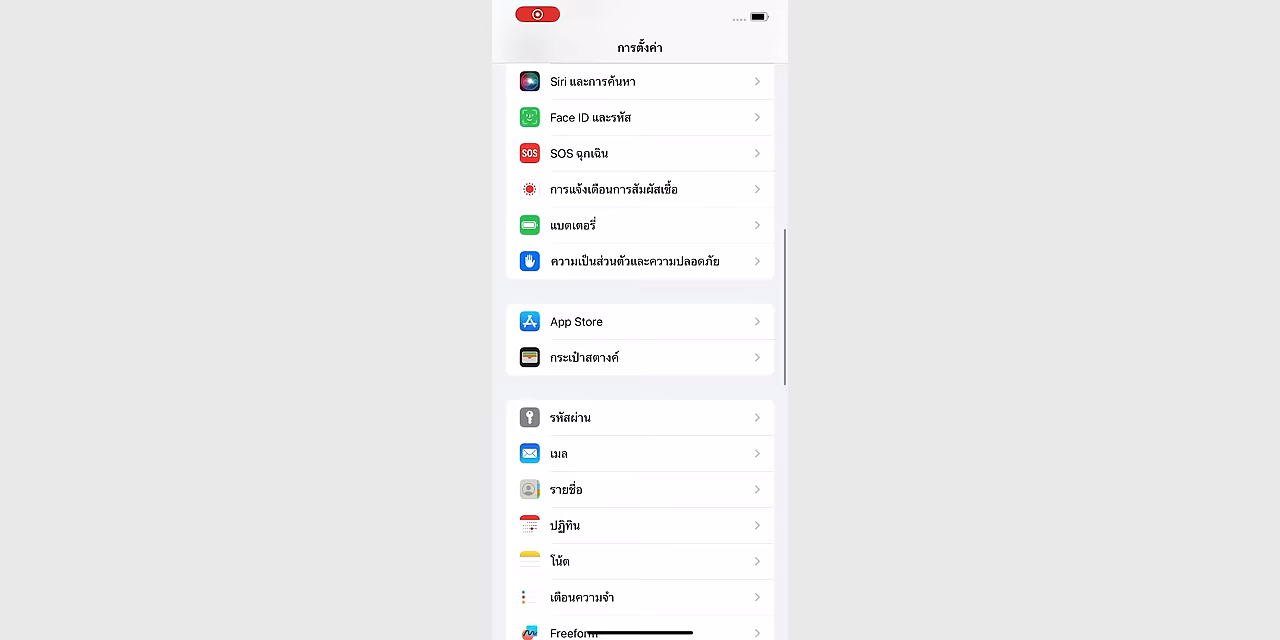 การตั้งค่า
Siri และการค้นหา
Face ID และรหัส
SOS SOS ฉุกเฉิน
การแจ้งเตือนการสัมผัสเชื้อ
แบตเตอรี่
ความเป็นส่วนตัวและความปลอดภัย
App Store
กระเป๋าสตางค์
รหัสผ่าน
เมล
รายชื่อ
ปฏิทิน
โน้ต
เตือนความจำ
Freeform